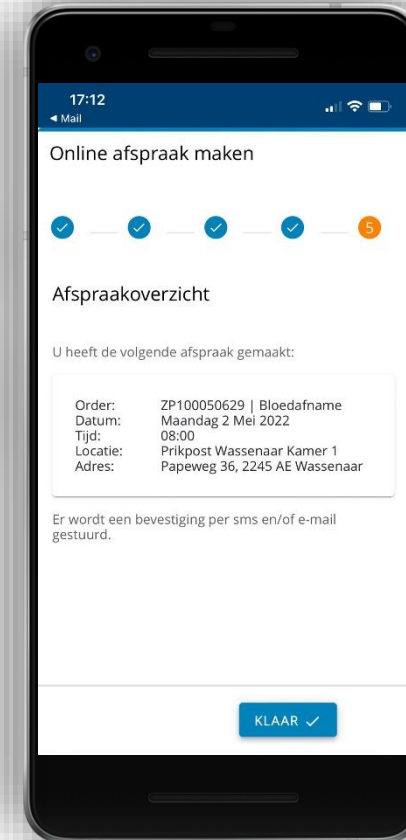 17:12
◀ Mail
Online afspraak maken
5
Afspraakoverzicht
U heeft de volgende afspraak gemaakt:
Order: ZP100050629 | Bloedafname
Datum: Maandag 2 Mei 2022
Tijd: 08:00
Locatie: Prikpost Wassenaar Kamer 1
Adres: Papeweg 36, 2245 AE Wassenaar
Er wordt een bevestiging per sms en/of e-mail
gestuurd.
KLAAR ✓